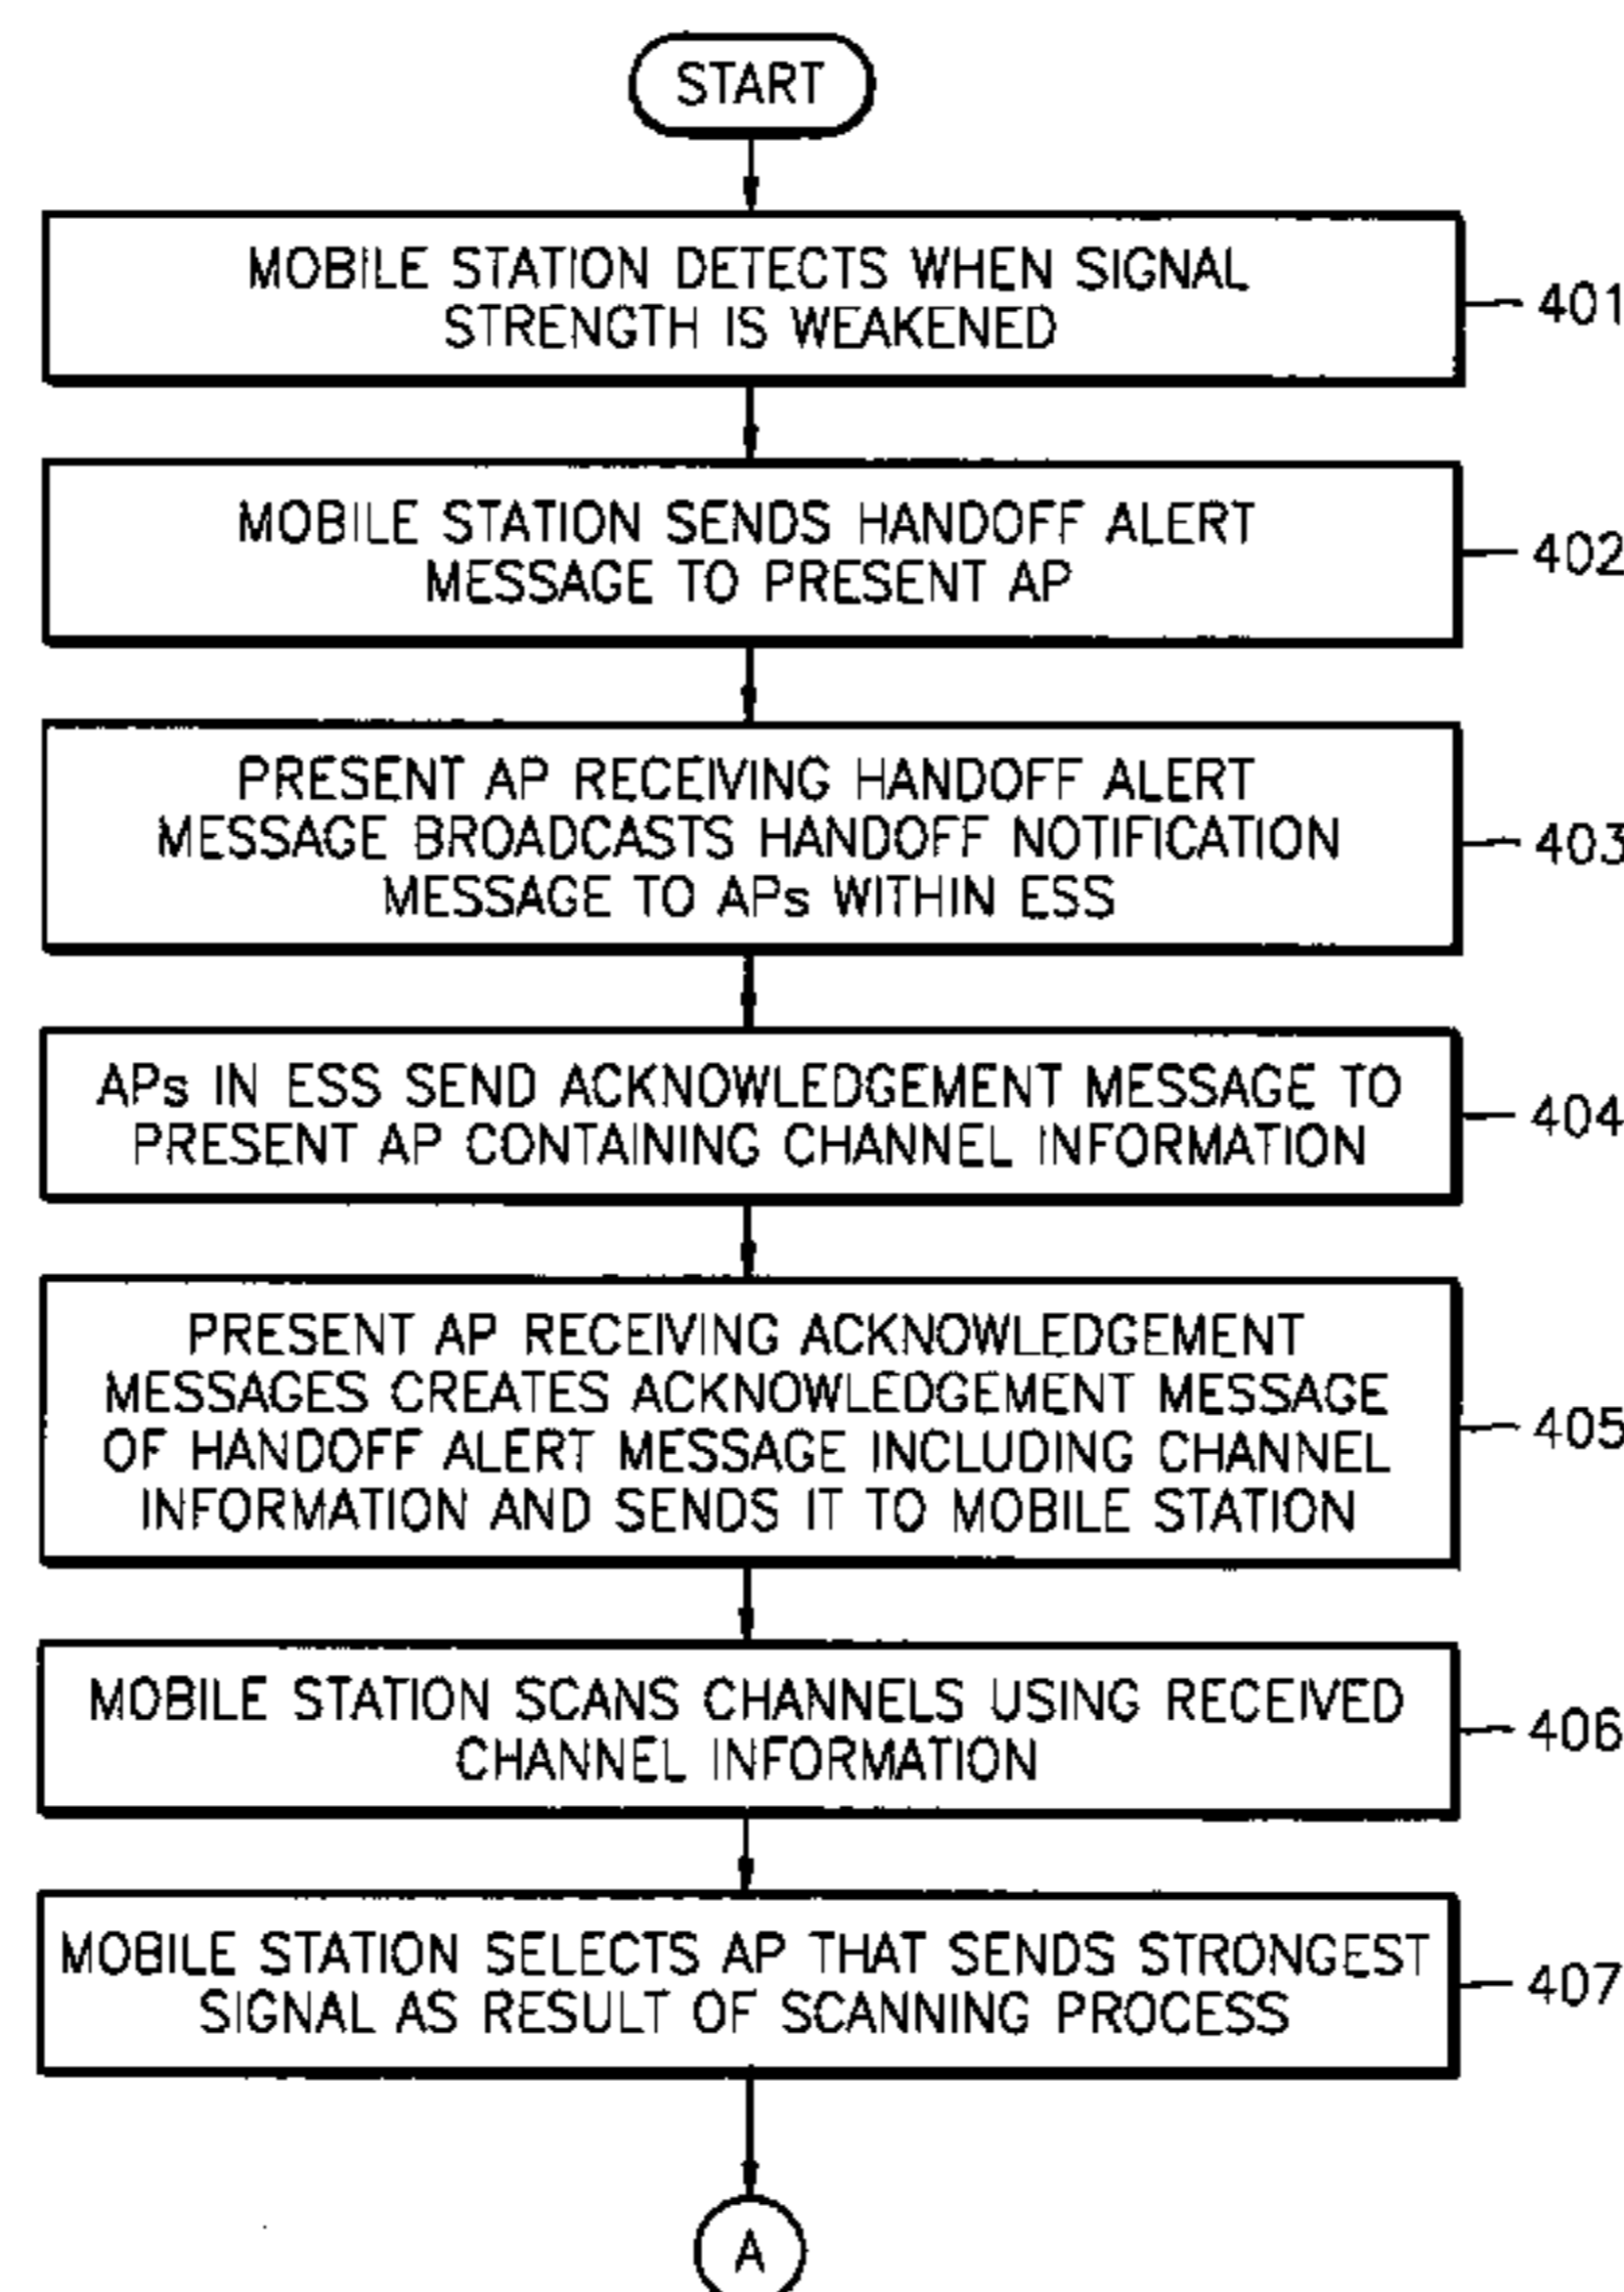 START
MOBILE STATION DETECTS WHEN SIGNAL
STRENGTH IS WEAKENED
401
MOBILE STATION SENDS HANDOFF ALERT
MESSAGE TO PRESENT AP
402
PRESENT AP RECEIVING HANDOFF ALERT
MESSAGE BROADCASTS HANDOFF NOTIFICATION
MESSAGE TO APs WITHIN ESS
403
APs IN ESS SEND ACKNOWLEDGEMENT MESSAGE TO
PRESENT AP CONTAINING CHANNEL INFORMATION
404
PRESENT AP RECEIVING ACKNOWLEDGEMENT
MESSAGES CREATES ACKNOWLEDGEMENT MESSAGE
OF HANDOFF ALERT MESSAGE INCLUDING CHANNEL
INFORMATION AND SENDS IT TO MOBILE STATION
405
MOBILE STATION SCANS CHANNELS USING RECEIVED
CHANNEL INFORMATION
406
MOBILE STATION SELECTS AP THAT SENDS STRONGEST
SIGNAL AS RESULT OF SCANNING PROCESS
407
A